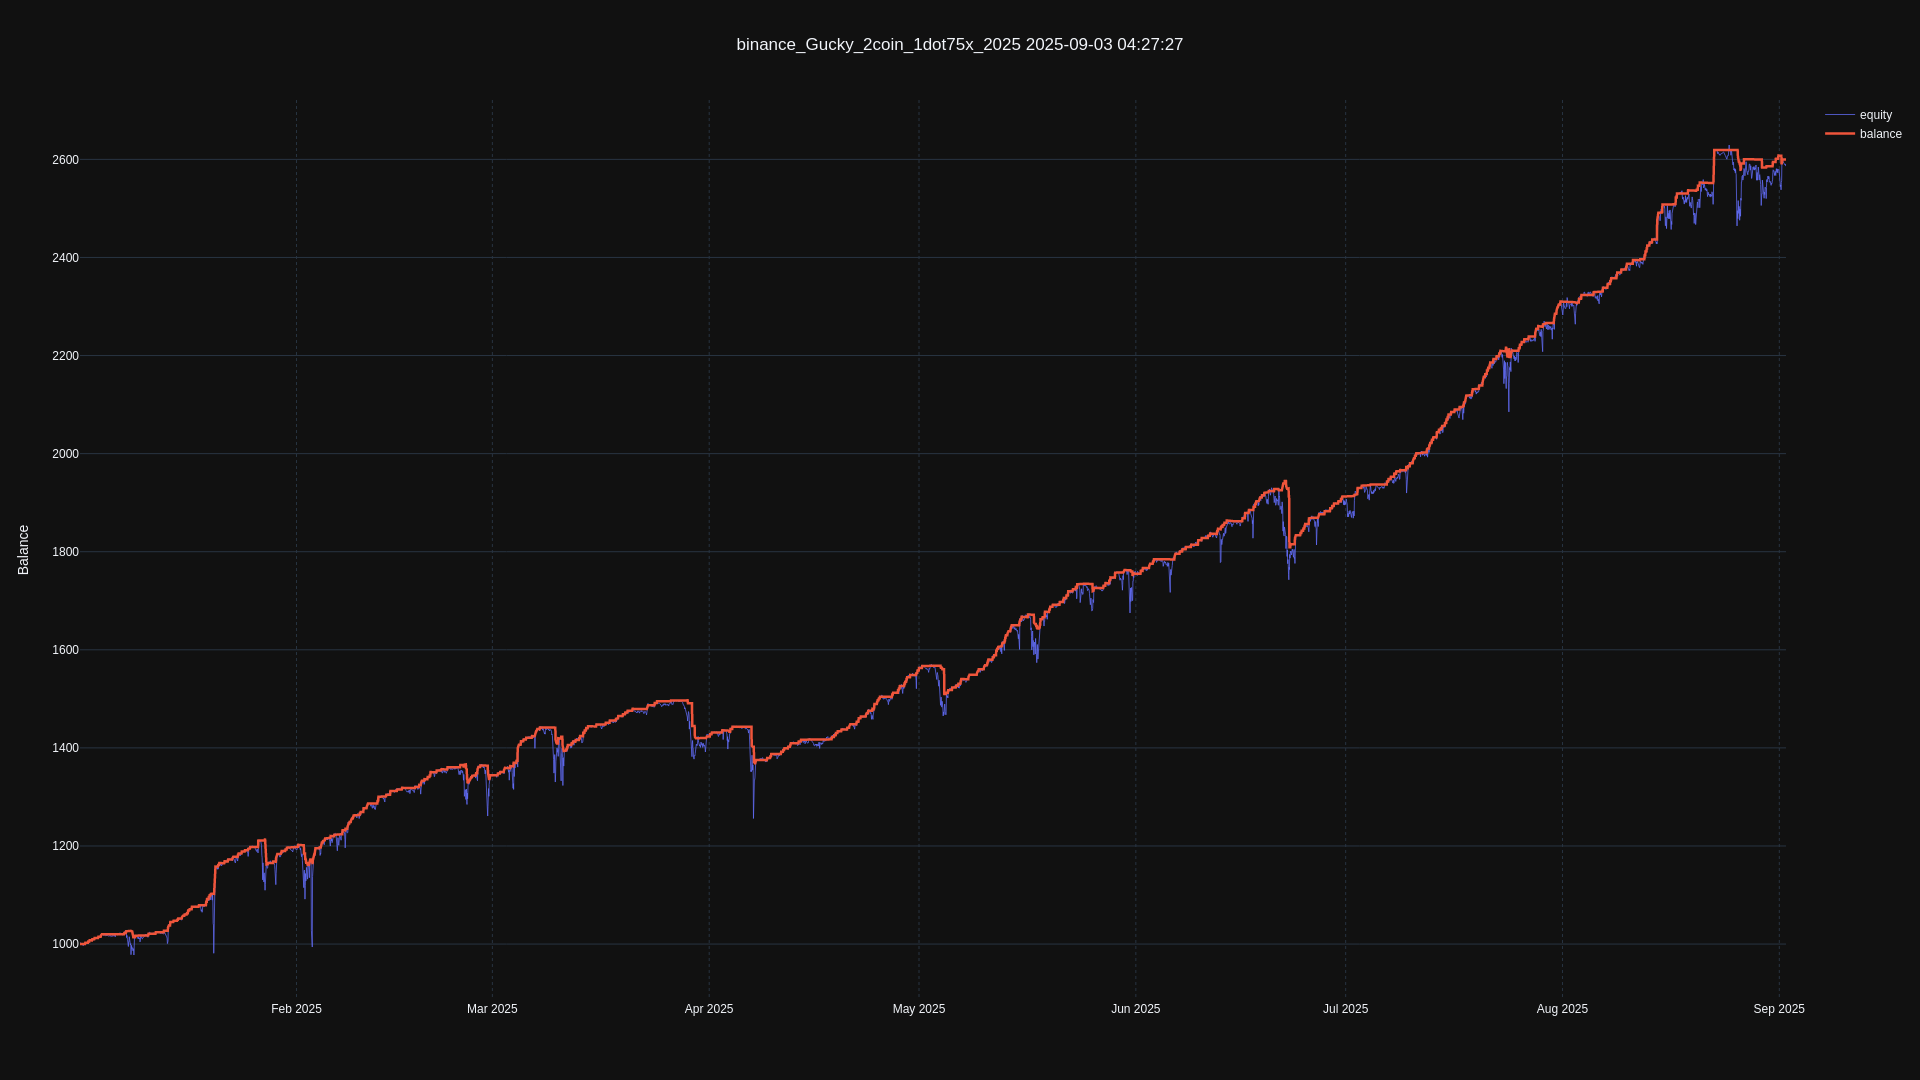 binance_Gucky_2coin_1dot75x_2025 2025-09-03 04:27:27
equity
balance
2600
2400
2200
2000
1800
1600
1400
1200
1000
Balance
Feb 2025
Mar 2025
Apr 2025
May 2025
Jun 2025
Jul 2025
Aug 2025
Sep 2025